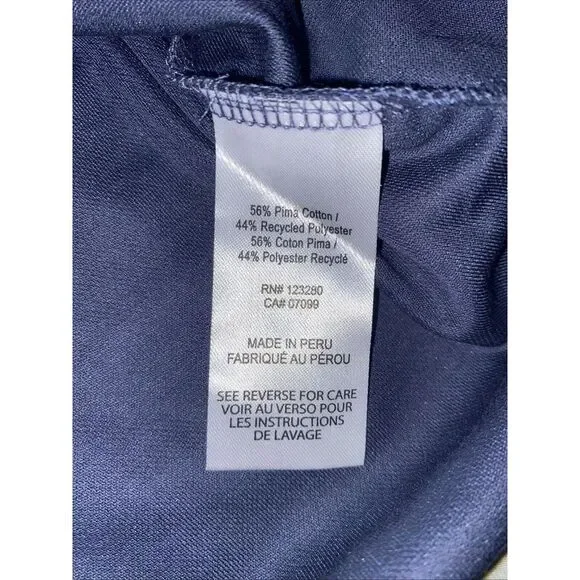 56% Pima Cotton /
44% Recycled Polyester
56% Coton Pima /
44% Polyester Recyclé
RN# 123280
CA# 07099
MADE IN PERU
FABRIQUÉ AU PÉROU
SEE REVERSE FOR CARE
VOIR AU VERSO POUR
LES INSTRUCTIONS
DE LAVAGE